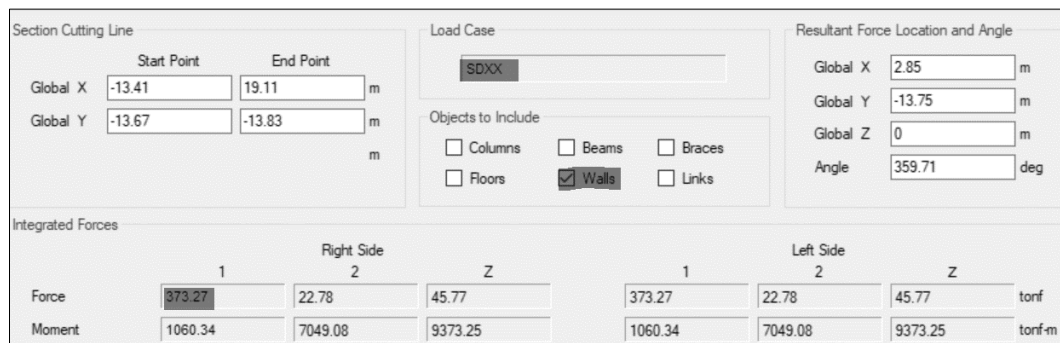 Section Cutting Line
Start Point End Point
Global X -13.41 19.11 m
Global Y -13.67 -13.83 m
m
Load Case
SDXX
Objects to Include
Columns Beams Braces
Floors Walls Links
Resultant Force Location and Angle
Global X 2.85 m
Global Y -13.75 m
Global Z 0 m
Angle 359.71 deg
Integrated Forces
Right Side Left Side
1 2 Z 1 2 Z
Force 373.27 22.78 45.77 373.27 22.78 45.77 tonf
Moment 1060.34 7049.08 9373.25 1060.34 7049.08 9373.25 tonf-m